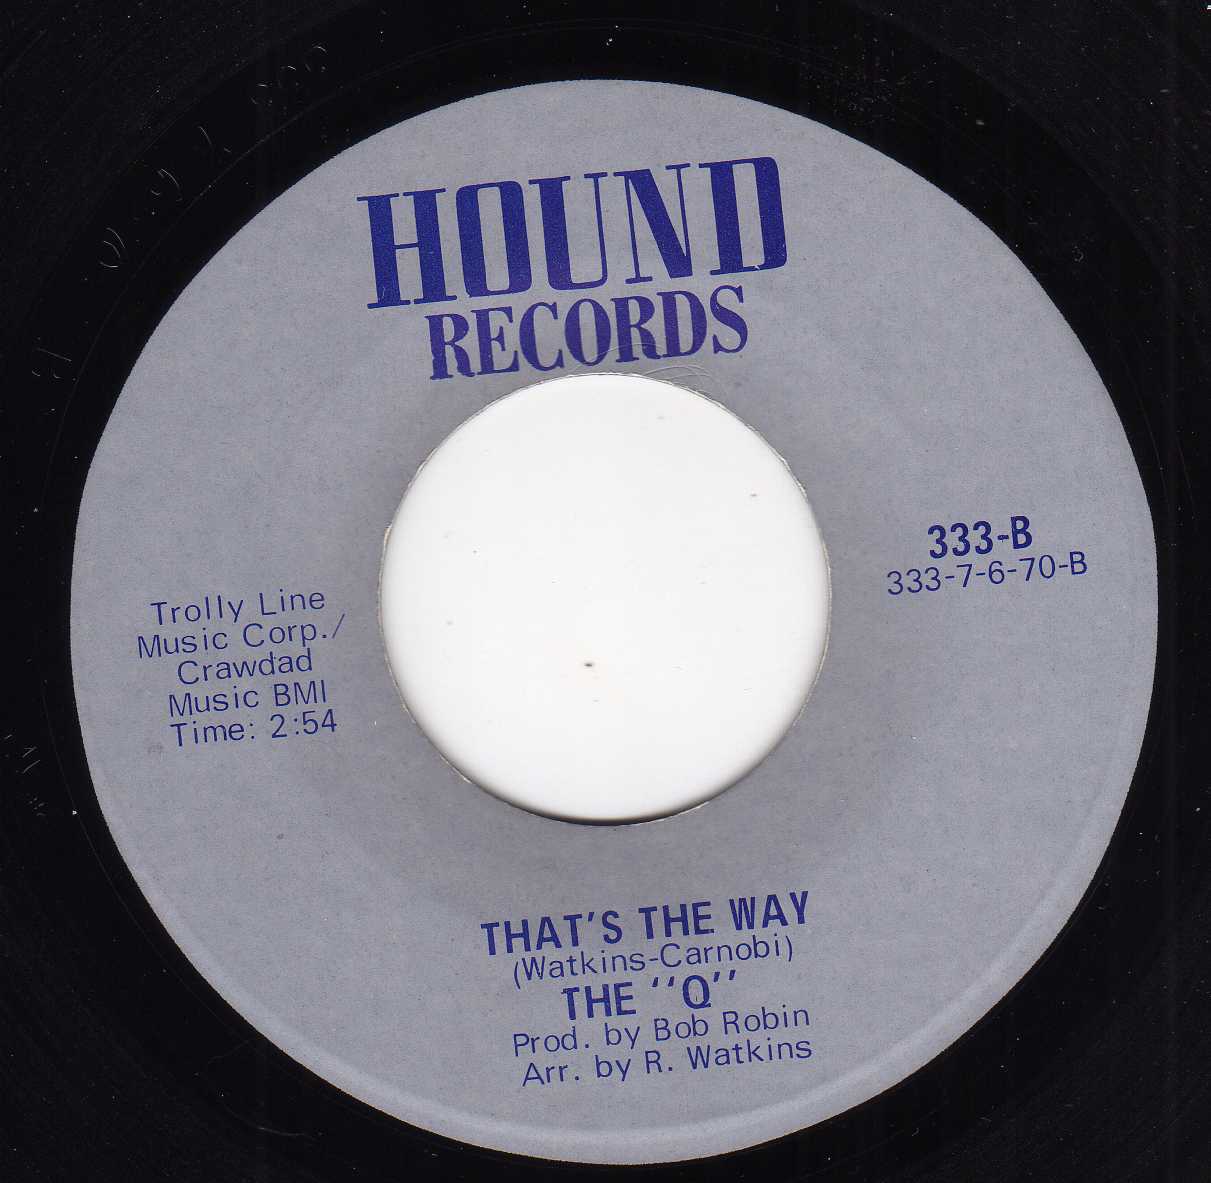 HOUND
RECORDS
333-B
333-7-6-70-B
Trolly Line
Music Corp./
Crawdad
Music BMI
Time: 2:54
THAT'S THE WAY
(Watkins-Carnobi)
THE "Q"
Prod. by Bob Robin
Arr. by R. Watkins